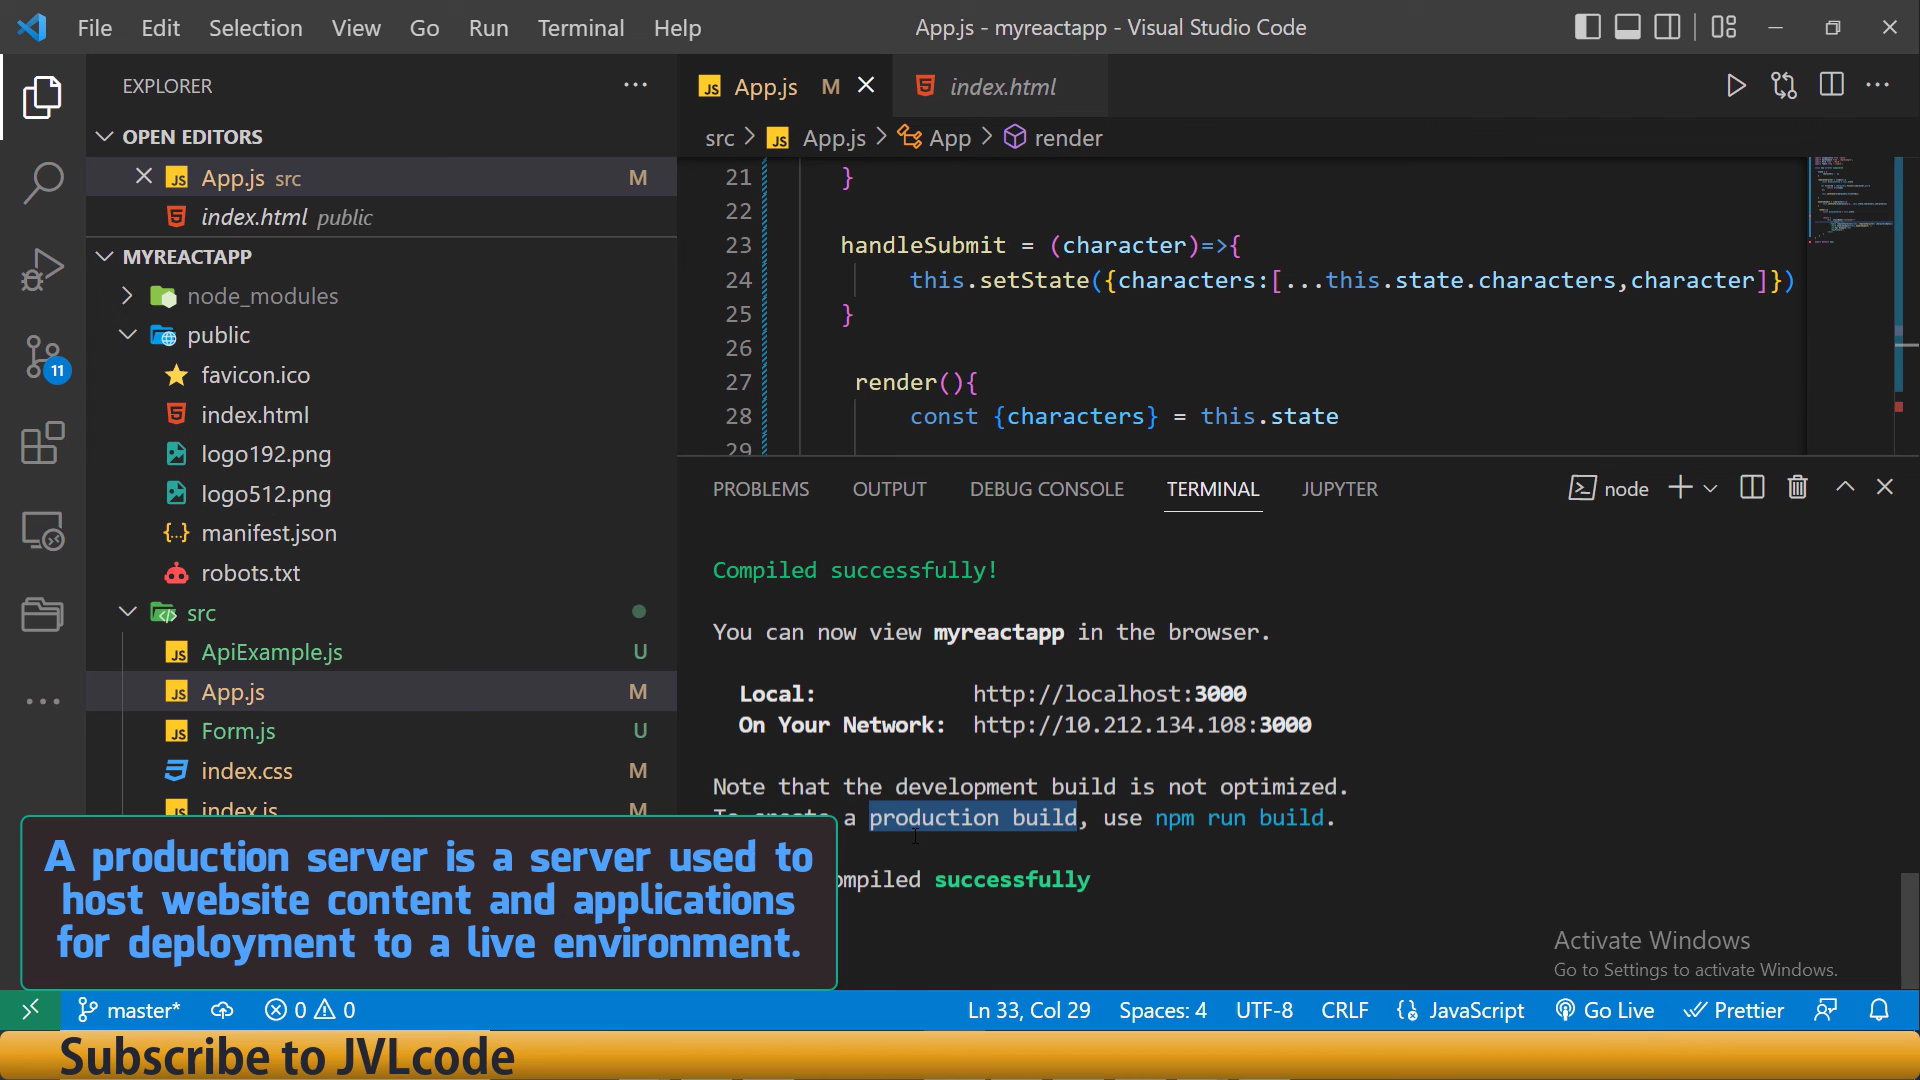 File Edit Selection View Go Run Terminal Help
App.js - myreactapp - Visual Studio Code
EXPLORER
OPEN EDITORS
App.js src M
index.html public
MYREACTAPP
node_modules
public
favicon.ico
index.html
logo192.png
logo512.png
manifest.json
robots.txt
src
ApiExample.js U
App.js M
Form.js U
index.css M
index.js M
11
App.js M
index.html
src > App.js > App > render
21 }
22
23 handleSubmit = (character)=>{
24 this.setState({characters:[...this.state.characters,character]})
25 }
26
27 render(){
28 const {characters} = this.state
29
PROBLEMS OUTPUT DEBUG CONSOLE TERMINAL JUPYTER
node
Compiled successfully!
You can now view myreactapp in the browser.
Local: http://localhost:3000
On Your Network: http://10.212.134.108:3000
Note that the development build is not optimized.
To create a production build, use npm run build.
compiled successfully
A production server is a server used to
host website content and applications
for deployment to a live environment.
Activate Windows
Go to Settings to activate Windows.
master* 0 0
Ln 33, Col 29 Spaces: 4 UTF-8 CRLF JavaScript Go Live Prettier
Subscribe to JVLcode